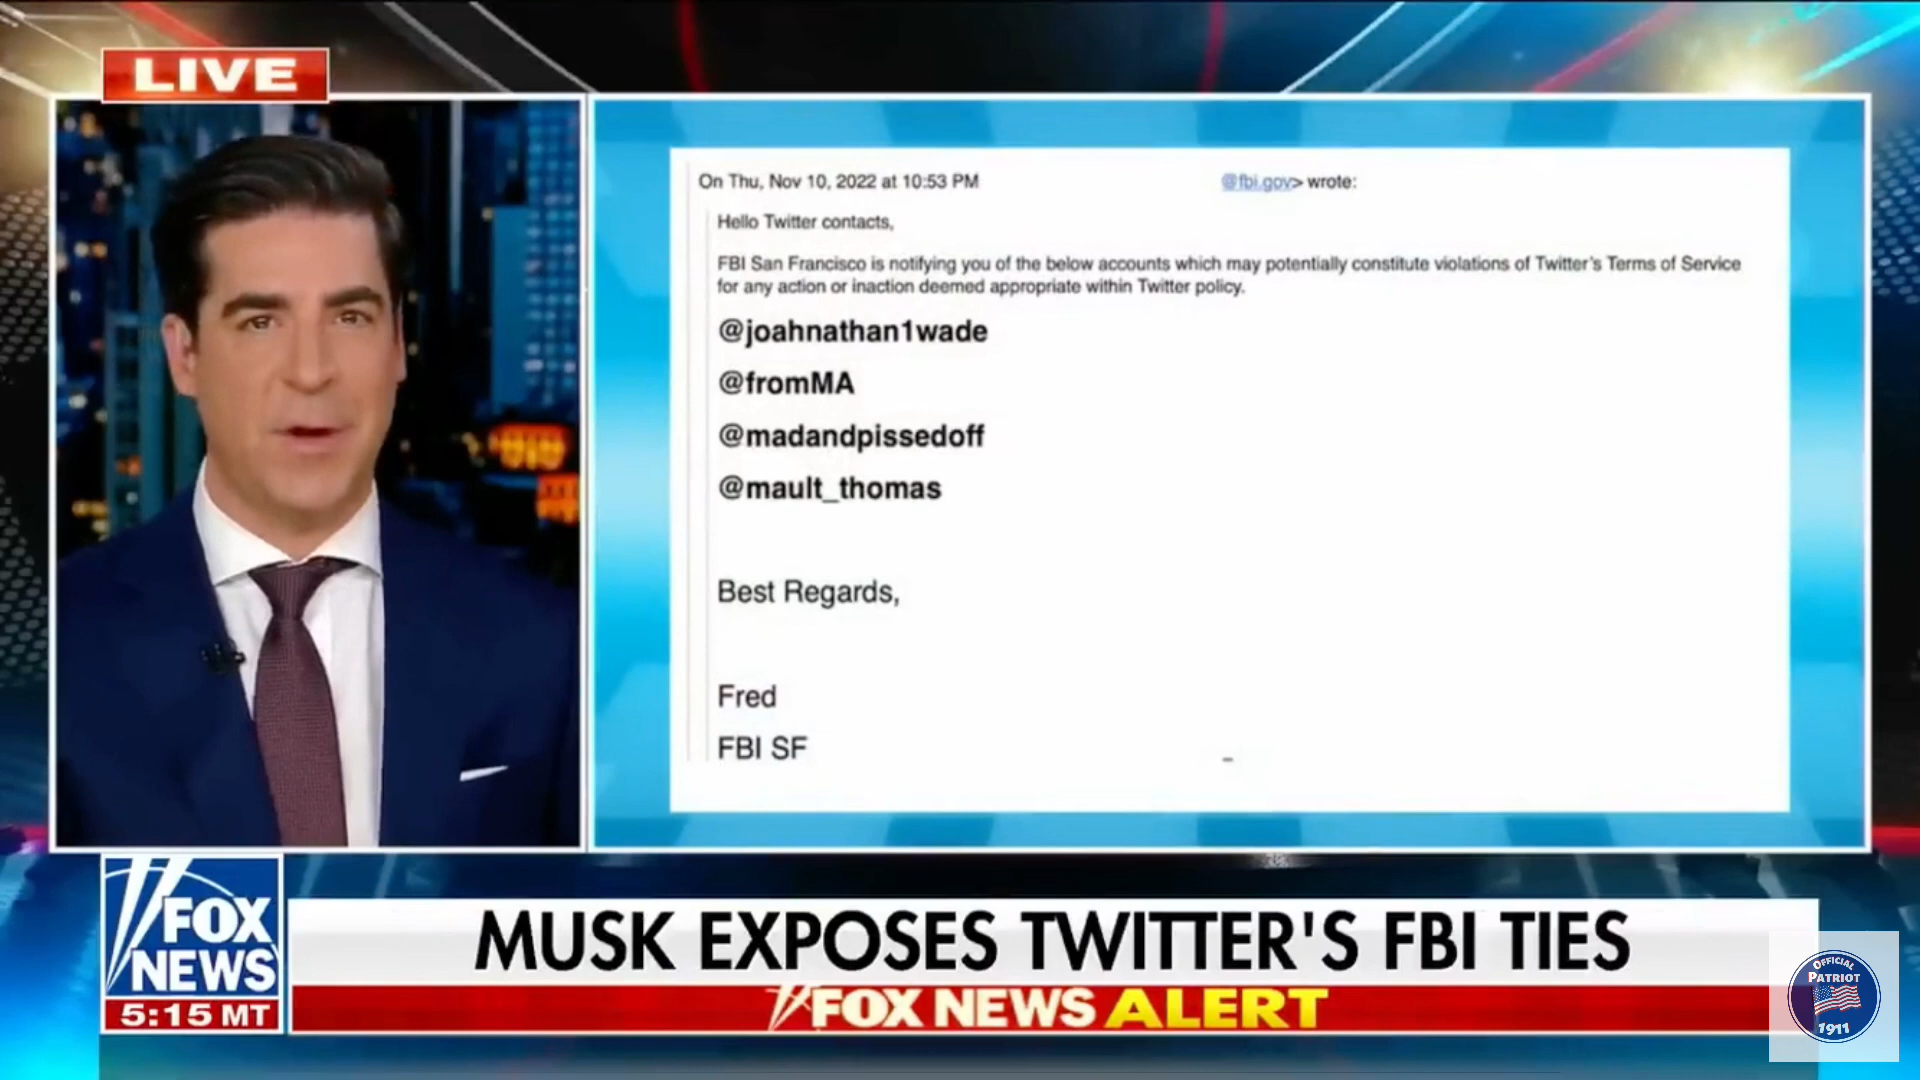 LIVE
On Thu, Nov 10, 2022 at 10:53 PM @fbi.gov> wrote:
Hello Twitter contacts,
FBI San Francisco is notifying you of the below accounts which may potentially constitute violations of Twitter's Terms of Service
for any action or inaction deemed appropriate within Twitter policy.
@joahnathan1wade
@fromMA
@madandpissedoff
@mault_thomas
Best Regards,
Fred
FBI SF
FOX
NEWS
5:15 MT
MUSK EXPOSES TWITTER'S FBI TIES
FOX NEWS ALERT
OFFICIAL
PATRIOT
1911